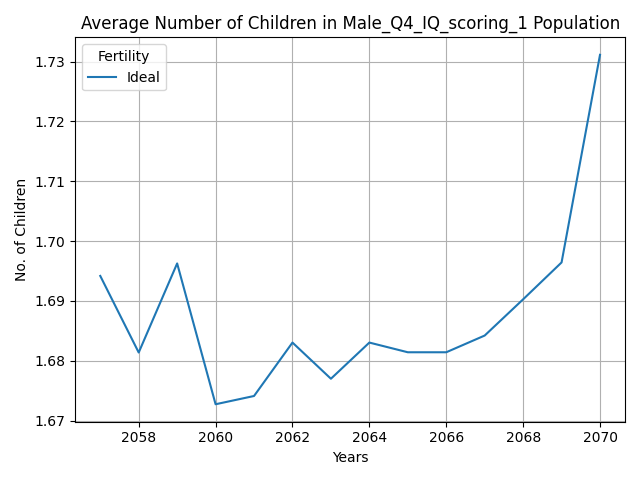 Average Number of Children in Male_Q4_IQ_scoring_1 Population
Fertility
Ideal
No. of Children
1.73
1.72
1.71
1.70
1.69
1.68
1.67
2058 2060 2062 2064 2066 2068 2070
Years